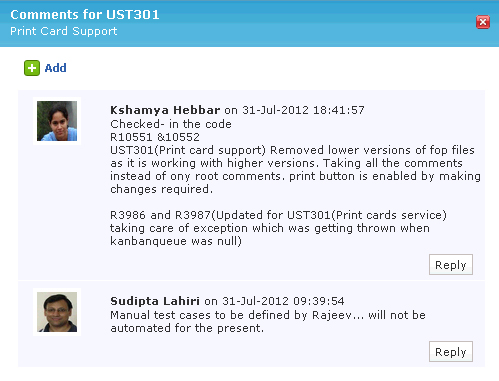 Comments for UST301
Print Card Support
Add
Kshamya Hebbar on 31-Jul-2012 18:41:57
Checked- in the code
R10551 &10552
UST301(Print card support) Removed lower versions of fop files
as it is working with higher versions. Taking all the comments
instead of ony root comments. print button is enabled by making
changes required.
R3986 and R3987(Updated for UST301(Print cards service)
taking care of exception which was getting thrown when
kanbanqueue was null)
Reply
Sudipta Lahiri on 31-Jul-2012 09:39:54
Manual test cases to be defined by Rajeev... will not be
automated for the present.
Reply